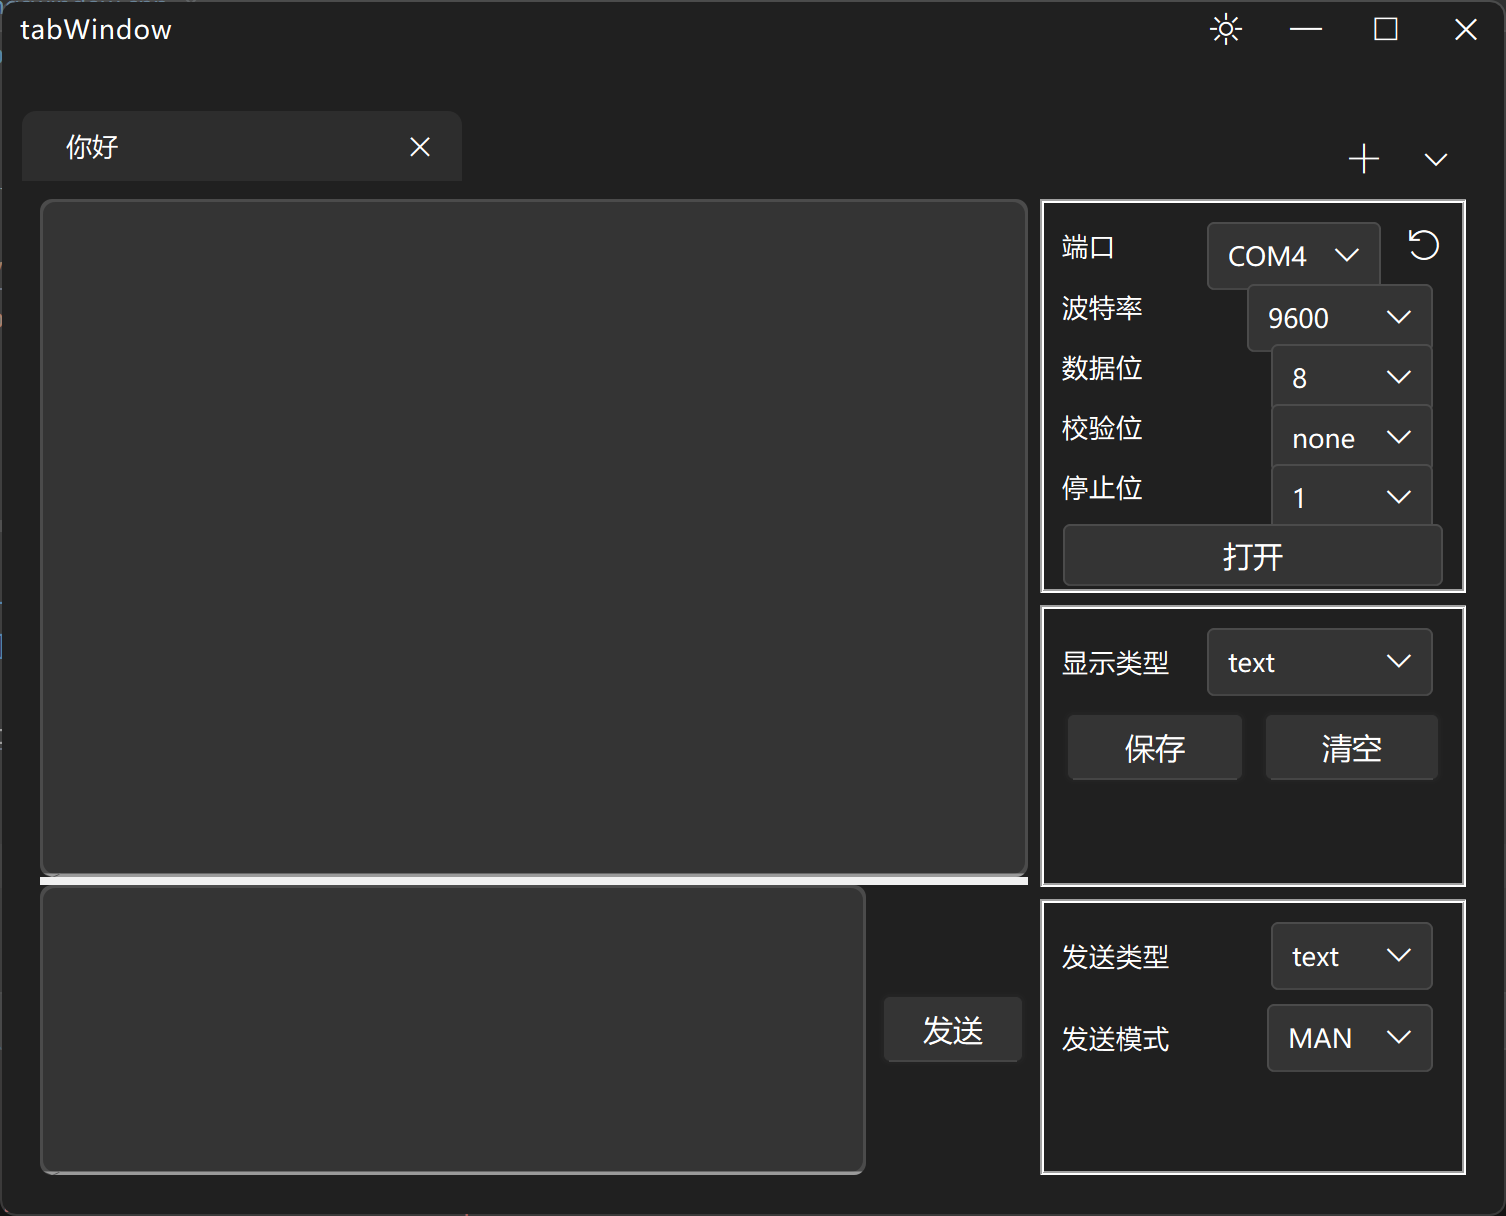 tabWindow
你好
端口 COM4
波特率 9600
数据位 8
校验位 none
停止位 1
打开
显示类型 text
保存 清空
发送
发送类型 text
发送模式 MAN